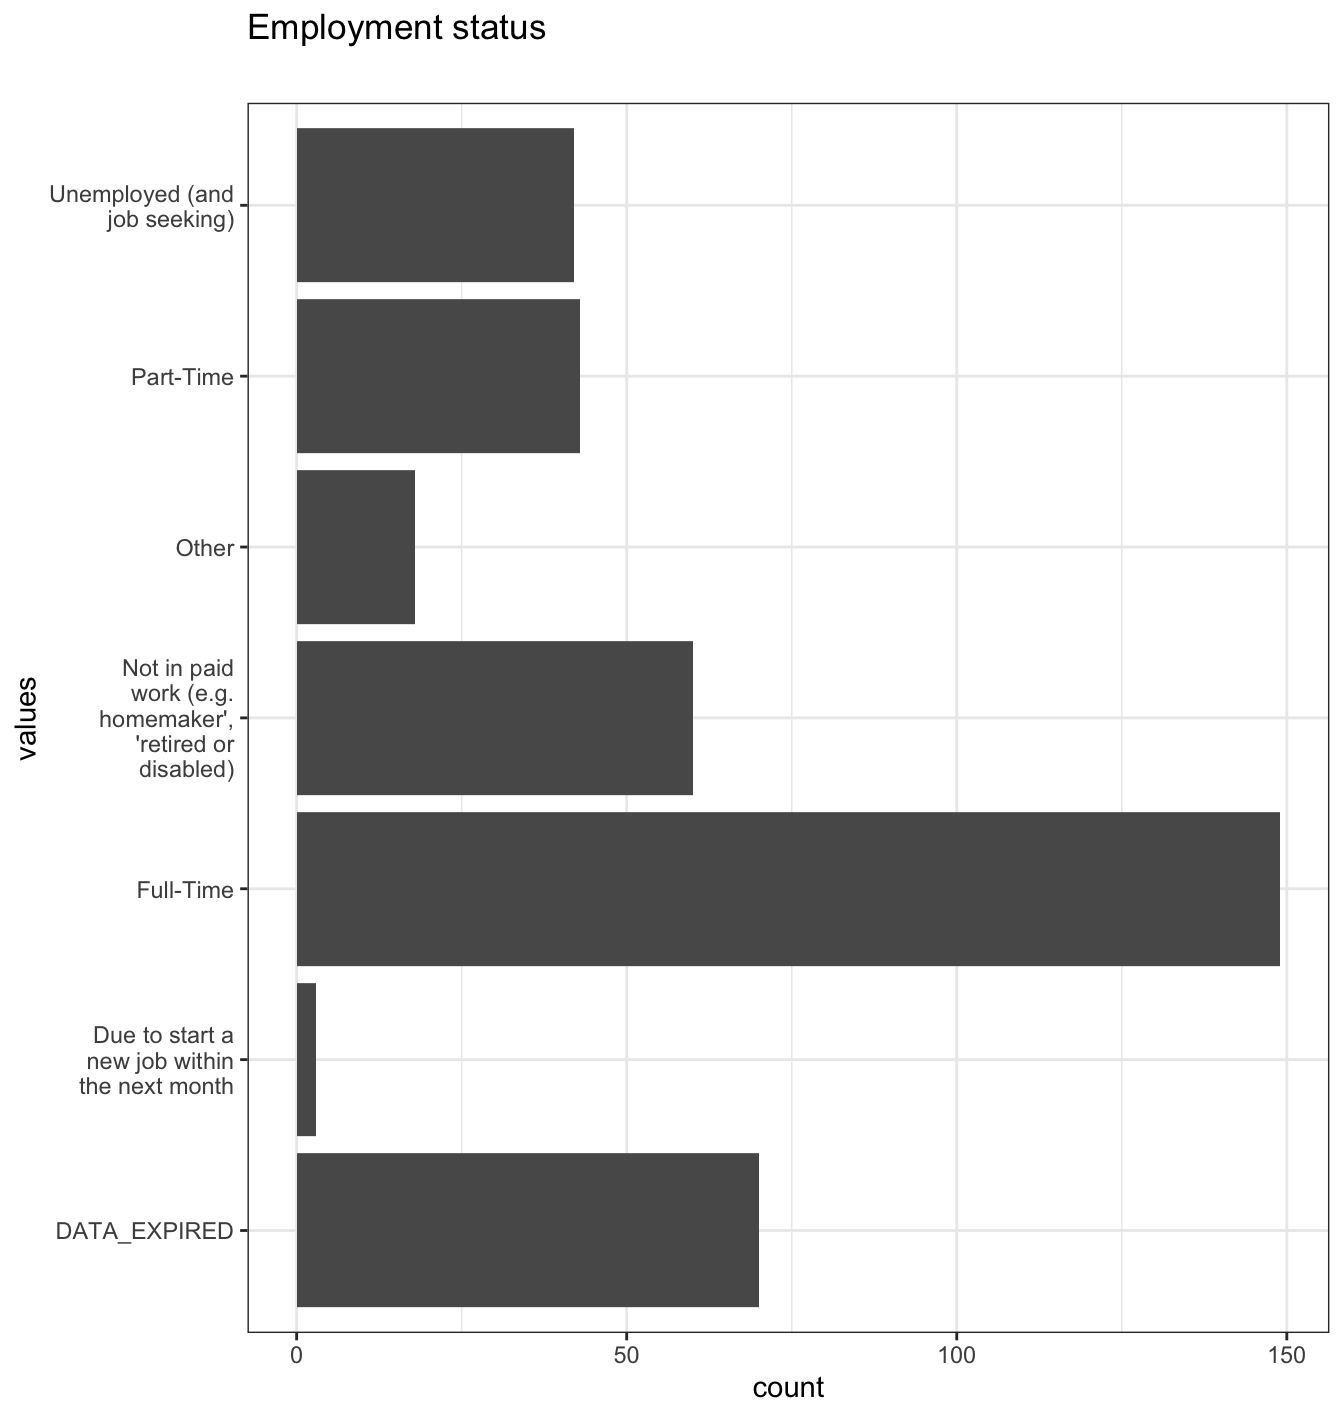 Employment status
Unemployed (and
job seeking)
Part-Time
Other
Not in paid
work (e.g.
homemaker',
'retired or
disabled)
Full-Time
Due to start a
new job within
the next month
DATA_EXPIRED
values
0 50 100 150
count